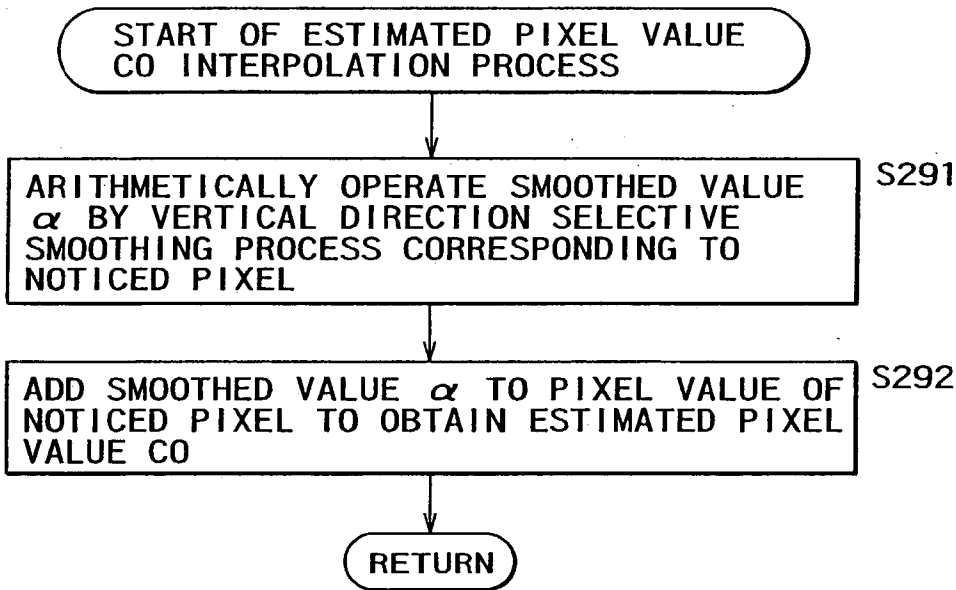 START OF ESTIMATED PIXEL VALUE
CO INTERPOLATION PROCESS
S291
ARITHMETICALLY OPERATE SMOOTHED VALUE
α BY VERTICAL DIRECTION SELECTIVE
SMOOTHING PROCESS CORRESPONDING TO
NOTICED PIXEL
S292
ADD SMOOTHED VALUE α TO PIXEL VALUE OF
NOTICED PIXEL TO OBTAIN ESTIMATED PIXEL
VALUE CO
RETURN